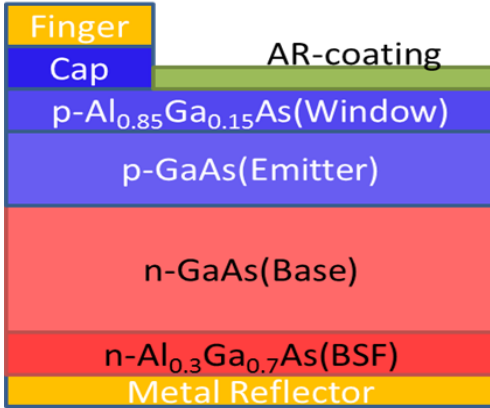 Finger
Cap
AR-coating
p-Al₀.₈₅Ga₀.₁₅As(Window)
p-GaAs(Emitter)
n-GaAs(Base)
n-Al₀.₃Ga₀.₇As(BSF)
Metal Reflector